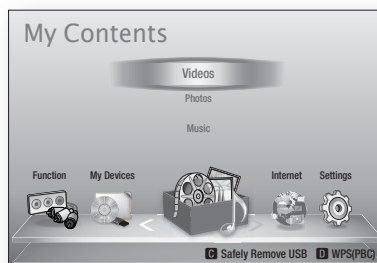 My Contents
Videos
Photos
Music
Function My Devices Internet Settings
C Safely Remove USB D WPS(PBC)